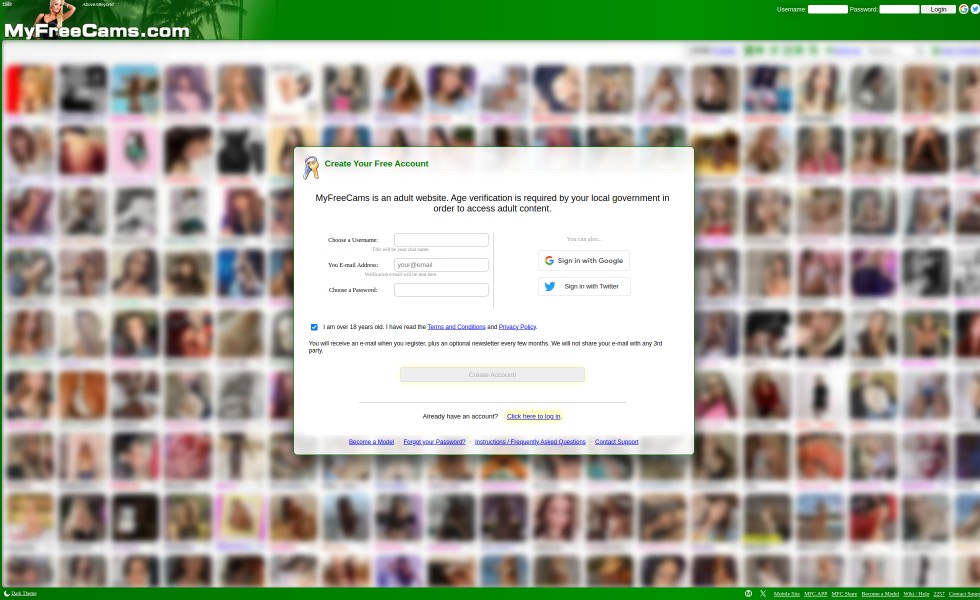 Username: Password: Login
MyFreeCams.com
Create Your Free Account
MyFreeCams is an adult website. Age verification is required by your local government in
order to access adult content.
Choose a Username:
This will be your chat name.
You E-mail Address: your@email
Verification e-mail will be sent here.
Choose a Password:
You can also...
Sign in with Google
Sign in with Twitter
I am over 18 years old. I have read the Terms and Conditions and Privacy Policy.
You will receive an e-mail when you register, plus an optional newsletter every few months. We will not share your e-mail with any 3rd
party.
Create Account!
Already have an account? Click here to log in.
Become a Model · Forgot your Password? · Instructions / Frequently Asked Questions · Contact Support
Dark Theme
Mobile Site MFC.APP MFC Share Become a Model Wiki / Help 2257 Contact